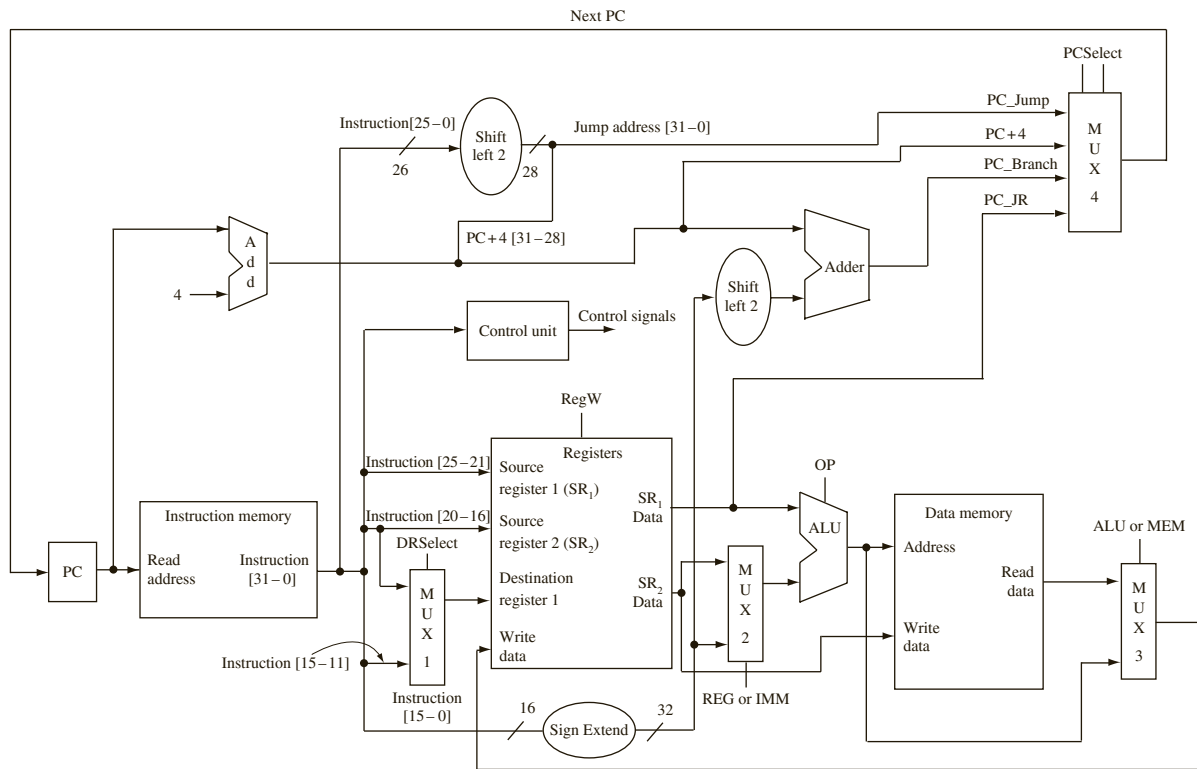 Next PC
PCSelect
Instruction[25–0]
26
Shift
left 2
28
Jump address [31–0]
PC_Jump
PC+4
PC_Branch
PC_JR
M
U
X
4
A
d
d
4
PC+4 [31–28]
Shift
left 2
Adder
Control unit
Control signals
RegW
Registers
Instruction [25–21]
Source
register 1 (SR1)
Instruction [20–16]
Source
register 2 (SR2)
DRSelect
Destination
register 1
Write
data
SR1
Data
SR2
Data
PC
Instruction memory
Read
address
Instruction
[31–0]
M
U
X
1
Instruction [15–11]
Instruction
[15–0]
16
Sign Extend
32
M
U
X
2
REG or IMM
OP
ALU
Data memory
Address
Read
data
Write
data
ALU or MEM
M
U
X
3